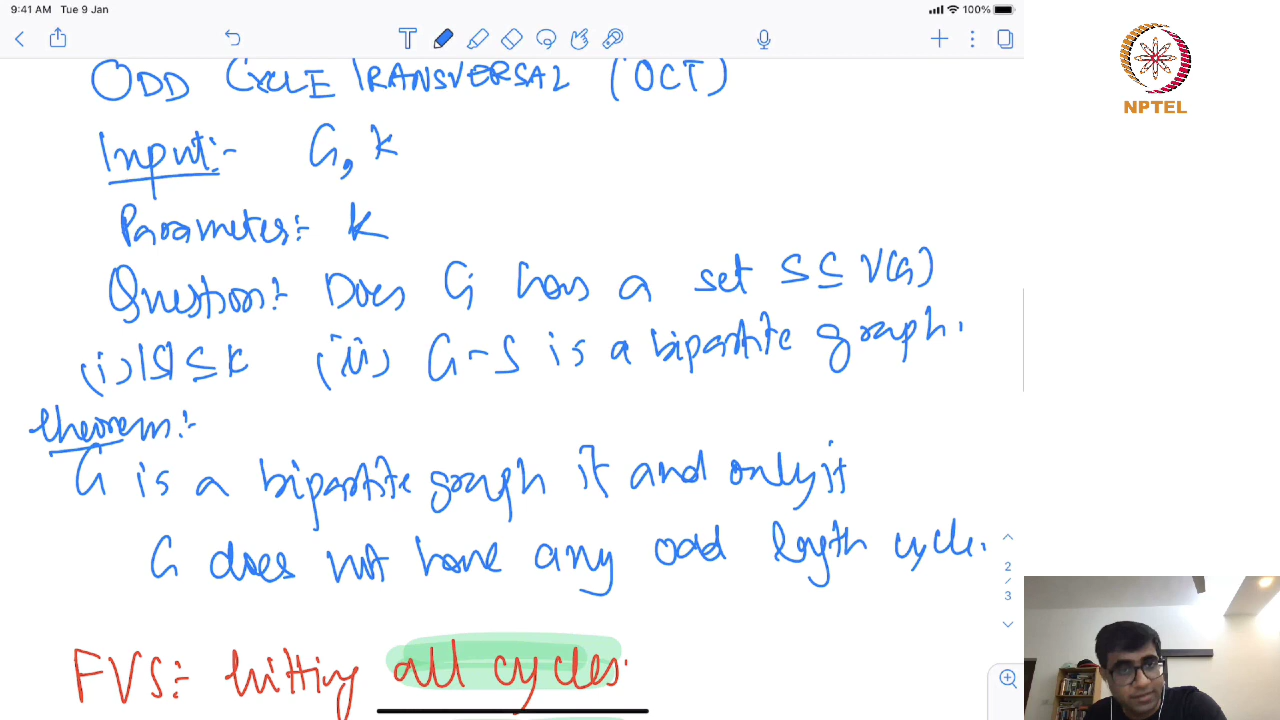 9:41 AM Tue 9 Jan
100%
NPTEL
ODD CYCLE TRANSVERSAL (OCT)
Input:- G, k
Parameter:- k
Question:- Does G has a set S ⊆ V(G)
(i) |S| ≤ k (ii) G-S is a bipartite graph.
theorem:-
G is a bipartite graph if and only if
G does not have any odd length cycle.
2
/
3
FVS:- hitting all cycles.